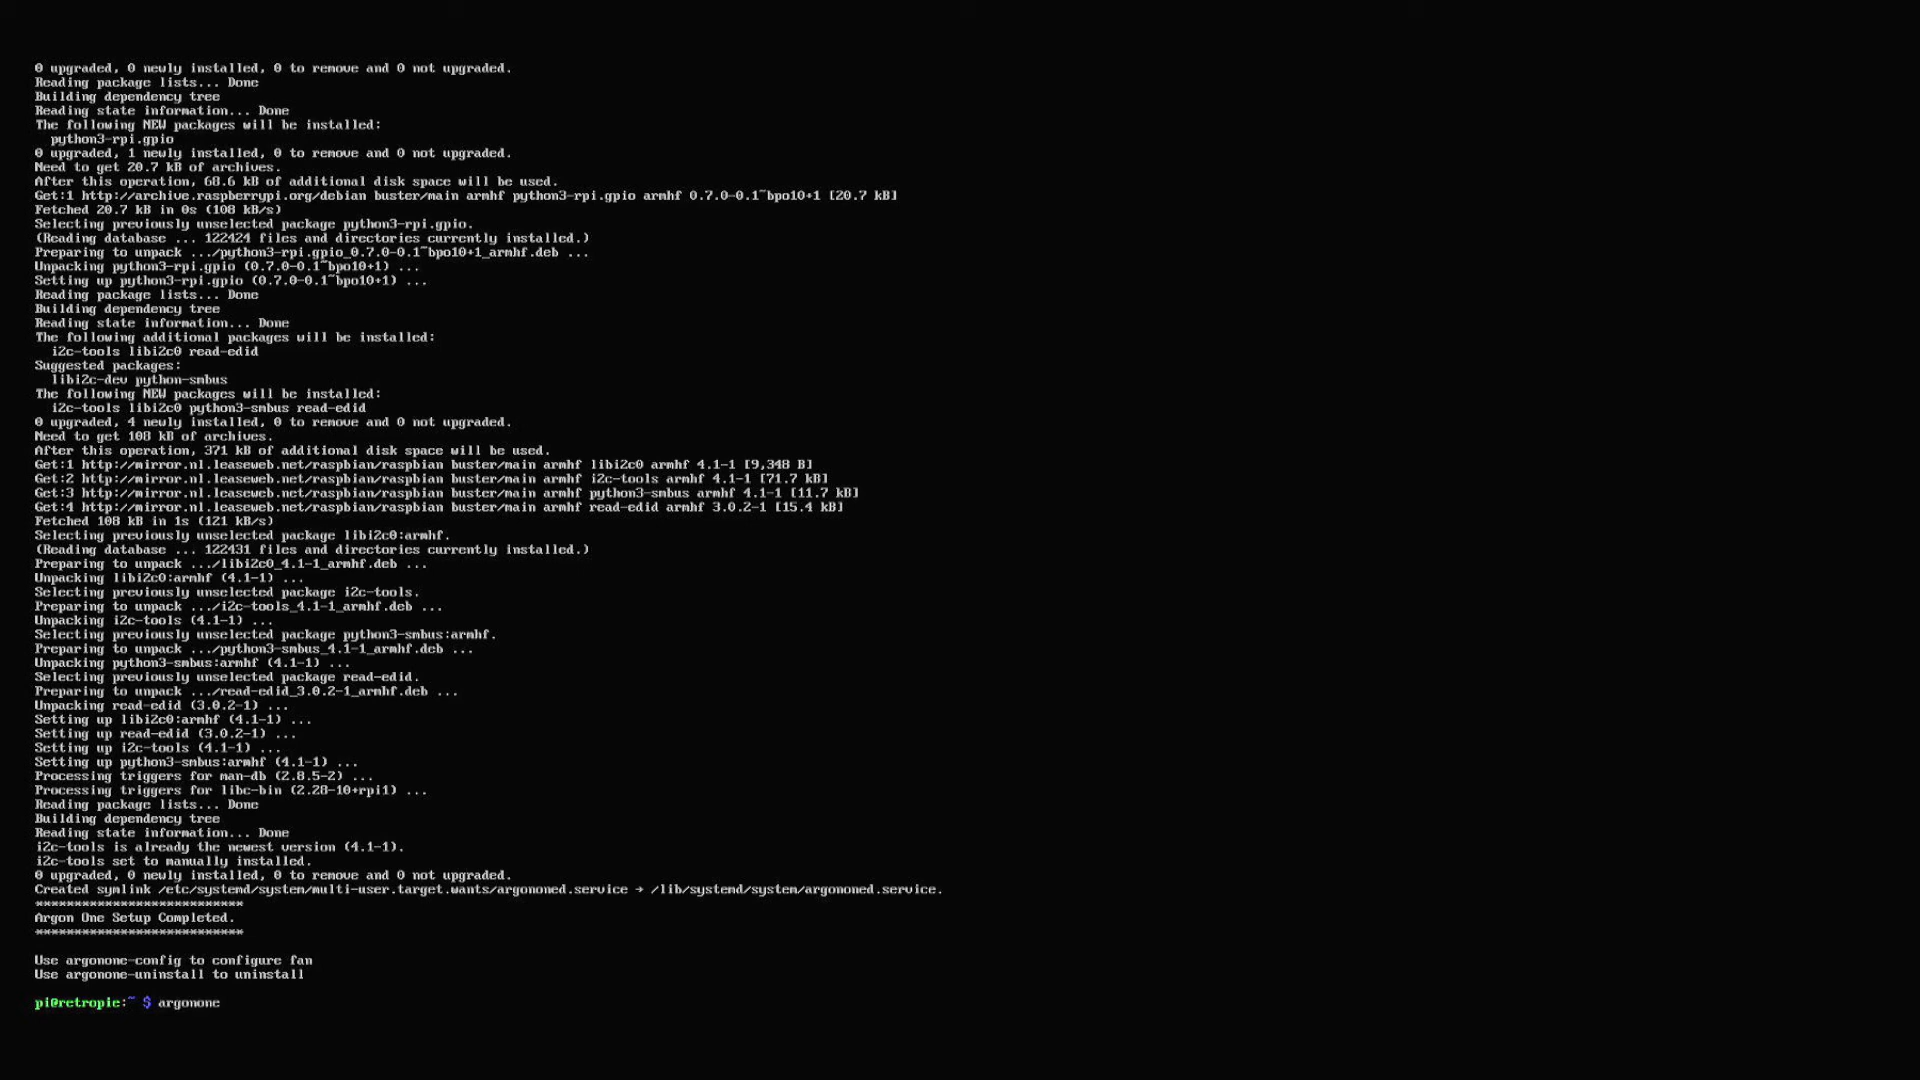 0 upgraded, 0 newly installed, 0 to remove and 0 not upgraded.
Reading package lists... Done
Building dependency tree
Reading state information... Done
The following NEW packages will be installed:
  python3-rpi.gpio
0 upgraded, 1 newly installed, 0 to remove and 0 not upgraded.
Need to get 20.7 kB of archives.
After this operation, 68.6 kB of additional disk space will be used.
Get:1 http://archive.raspberrypi.org/debian buster/main armhf python3-rpi.gpio armhf 0.7.0-0.1~bpo10+1 [20.7 kB]
Fetched 20.7 kB in 0s (108 kB/s)
Selecting previously unselected package python3-rpi.gpio.
(Reading database ... 122424 files and directories currently installed.)
Preparing to unpack .../python3-rpi.gpio_0.7.0-0.1~bpo10+1_armhf.deb ...
Unpacking python3-rpi.gpio (0.7.0-0.1~bpo10+1) ...
Setting up python3-rpi.gpio (0.7.0-0.1~bpo10+1) ...
Reading package lists... Done
Building dependency tree
Reading state information... Done
The following additional packages will be installed:
  i2c-tools libi2c0 read-edid
Suggested packages:
  libi2c-dev python-smbus
The following NEW packages will be installed:
  i2c-tools libi2c0 python3-smbus read-edid
0 upgraded, 4 newly installed, 0 to remove and 0 not upgraded.
Need to get 108 kB of archives.
After this operation, 371 kB of additional disk space will be used.
Get:1 http://mirror.nl.leaseweb.net/raspbian/raspbian buster/main armhf libi2c0 armhf 4.1-1 [9,348 B]
Get:2 http://mirror.nl.leaseweb.net/raspbian/raspbian buster/main armhf i2c-tools armhf 4.1-1 [71.7 kB]
Get:3 http://mirror.nl.leaseweb.net/raspbian/raspbian buster/main armhf python3-smbus armhf 4.1-1 [11.7 kB]
Get:4 http://mirror.nl.leaseweb.net/raspbian/raspbian buster/main armhf read-edid armhf 3.0.2-1 [15.4 kB]
Fetched 108 kB in 1s (121 kB/s)
Selecting previously unselected package libi2c0:armhf.
(Reading database ... 122431 files and directories currently installed.)
Preparing to unpack .../libi2c0_4.1-1_armhf.deb ...
Unpacking libi2c0:armhf (4.1-1) ...
Selecting previously unselected package i2c-tools.
Preparing to unpack .../i2c-tools_4.1-1_armhf.deb ...
Unpacking i2c-tools (4.1-1) ...
Selecting previously unselected package python3-smbus:armhf.
Preparing to unpack .../python3-smbus_4.1-1_armhf.deb ...
Unpacking python3-smbus:armhf (4.1-1) ...
Selecting previously unselected package read-edid.
Preparing to unpack .../read-edid_3.0.2-1_armhf.deb ...
Unpacking read-edid (3.0.2-1) ...
Setting up libi2c0:armhf (4.1-1) ...
Setting up read-edid (3.0.2-1) ...
Setting up i2c-tools (4.1-1) ...
Setting up python3-smbus:armhf (4.1-1) ...
Processing triggers for man-db (2.8.5-2) ...
Processing triggers for libc-bin (2.28-10+rpi1) ...
Reading package lists... Done
Building dependency tree
Reading state information... Done
i2c-tools is already the newest version (4.1-1).
i2c-tools set to manually installed.
0 upgraded, 0 newly installed, 0 to remove and 0 not upgraded.
Created symlink /etc/systemd/system/multi-user.target.wants/argononed.service → /lib/systemd/system/argononed.service.
***************************
Argon One Setup Completed.
***************************
Use argonone-config to configure fan
Use argonone-uninstall to uninstall
pi@retropie:~ $ argonone